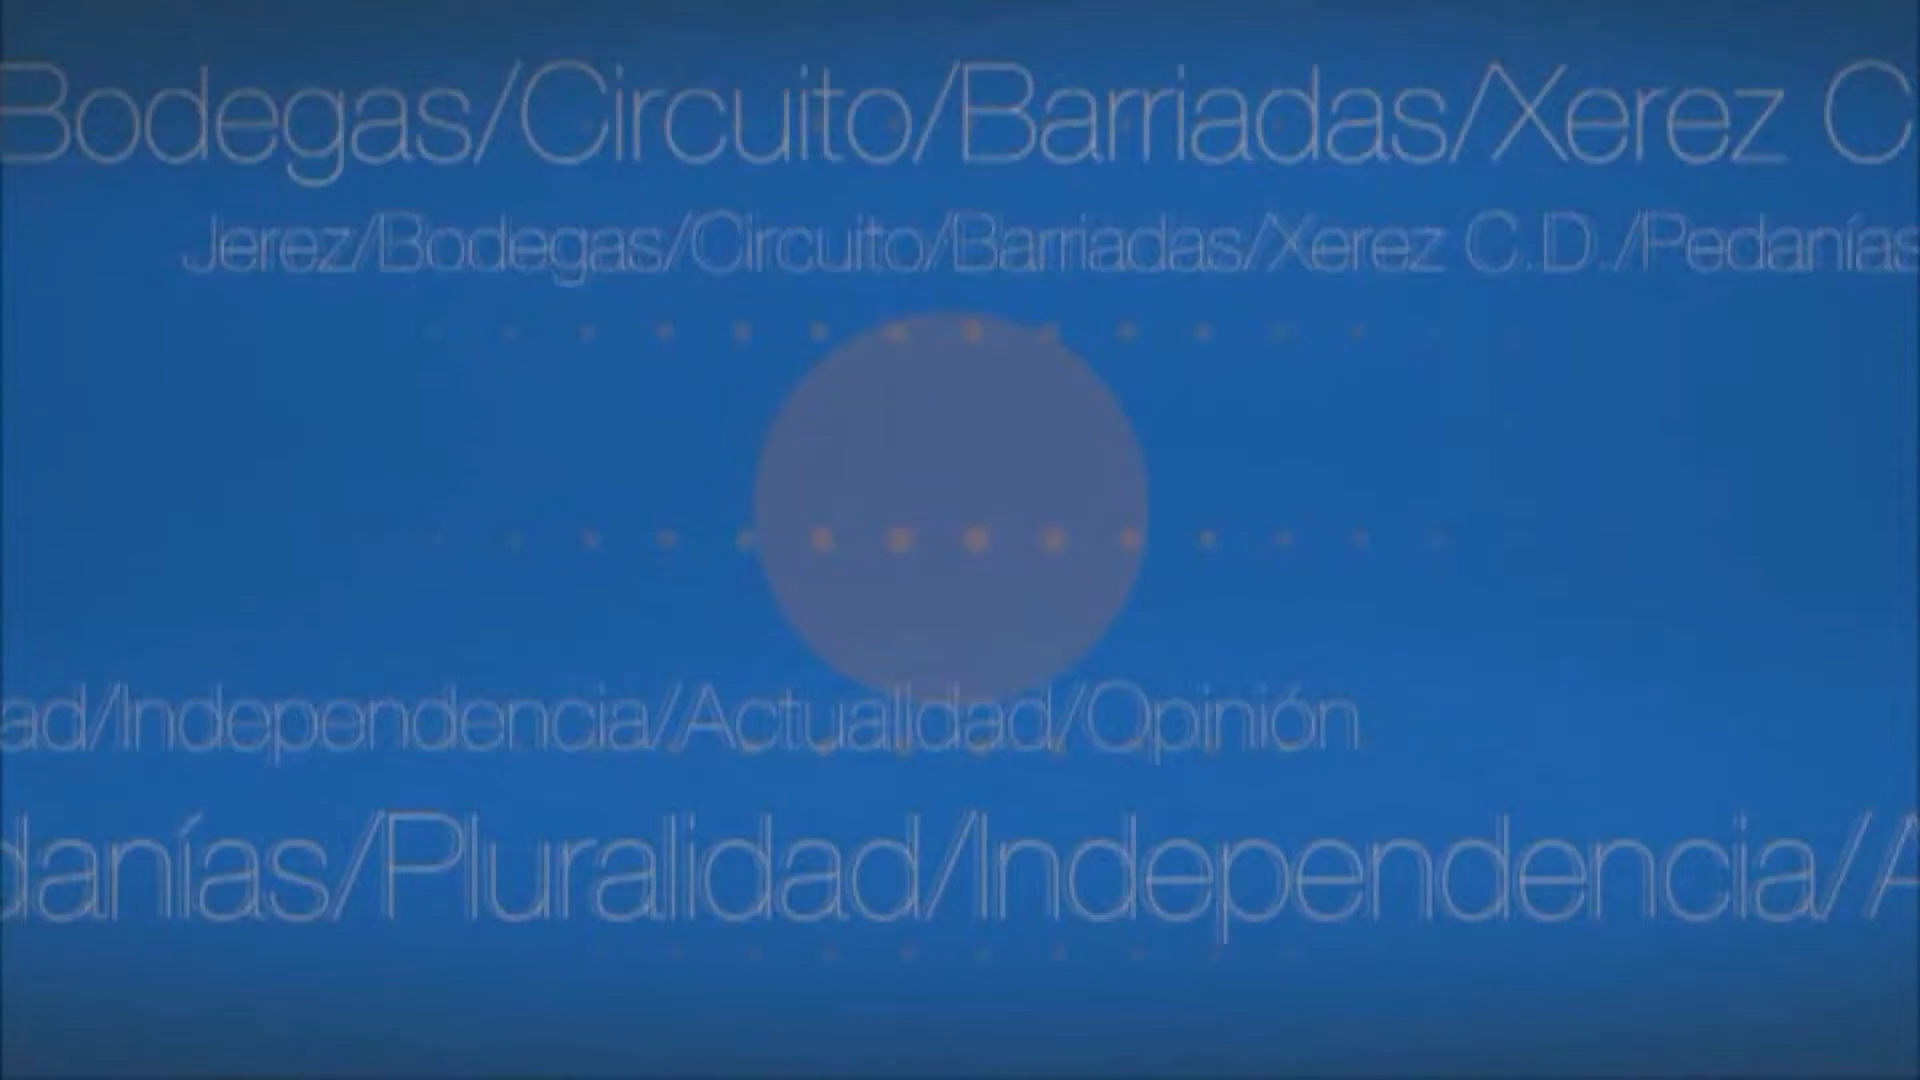 Bodegas/Circuito/Barriadas/Xerez C
Jerez/Bodegas/Circuito/Barriadas/Xerez C.D./Pedanías
ad/Independencia/Actualidad/Opinión
danías/Pluralidad/Independencia//A